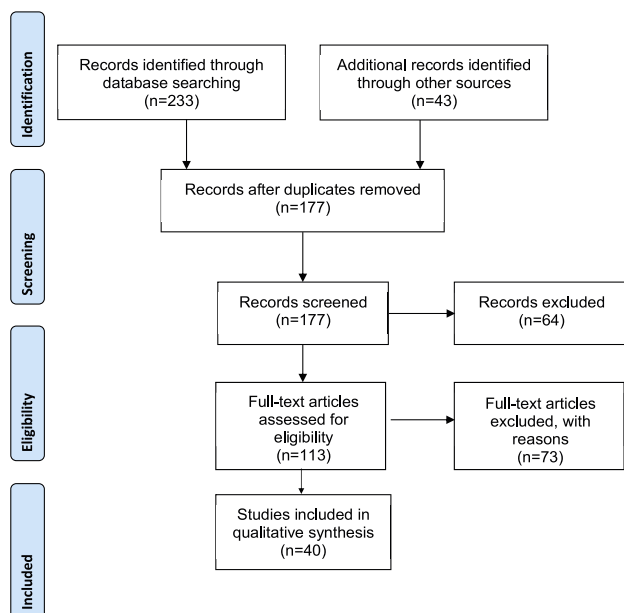 Identification
Records identified through
database searching
(n=233)
Additional records identified
through other sources
(n=43)
Screening
Records after duplicates removed
(n=177)
Records screened
(n=177)
Records excluded
(n=64)
Eligibility
Full-text articles
assessed for
eligibility
(n=113)
Full-text articles
excluded, with
reasons
(n=73)
Included
Studies included in
qualitative synthesis
(n=40)